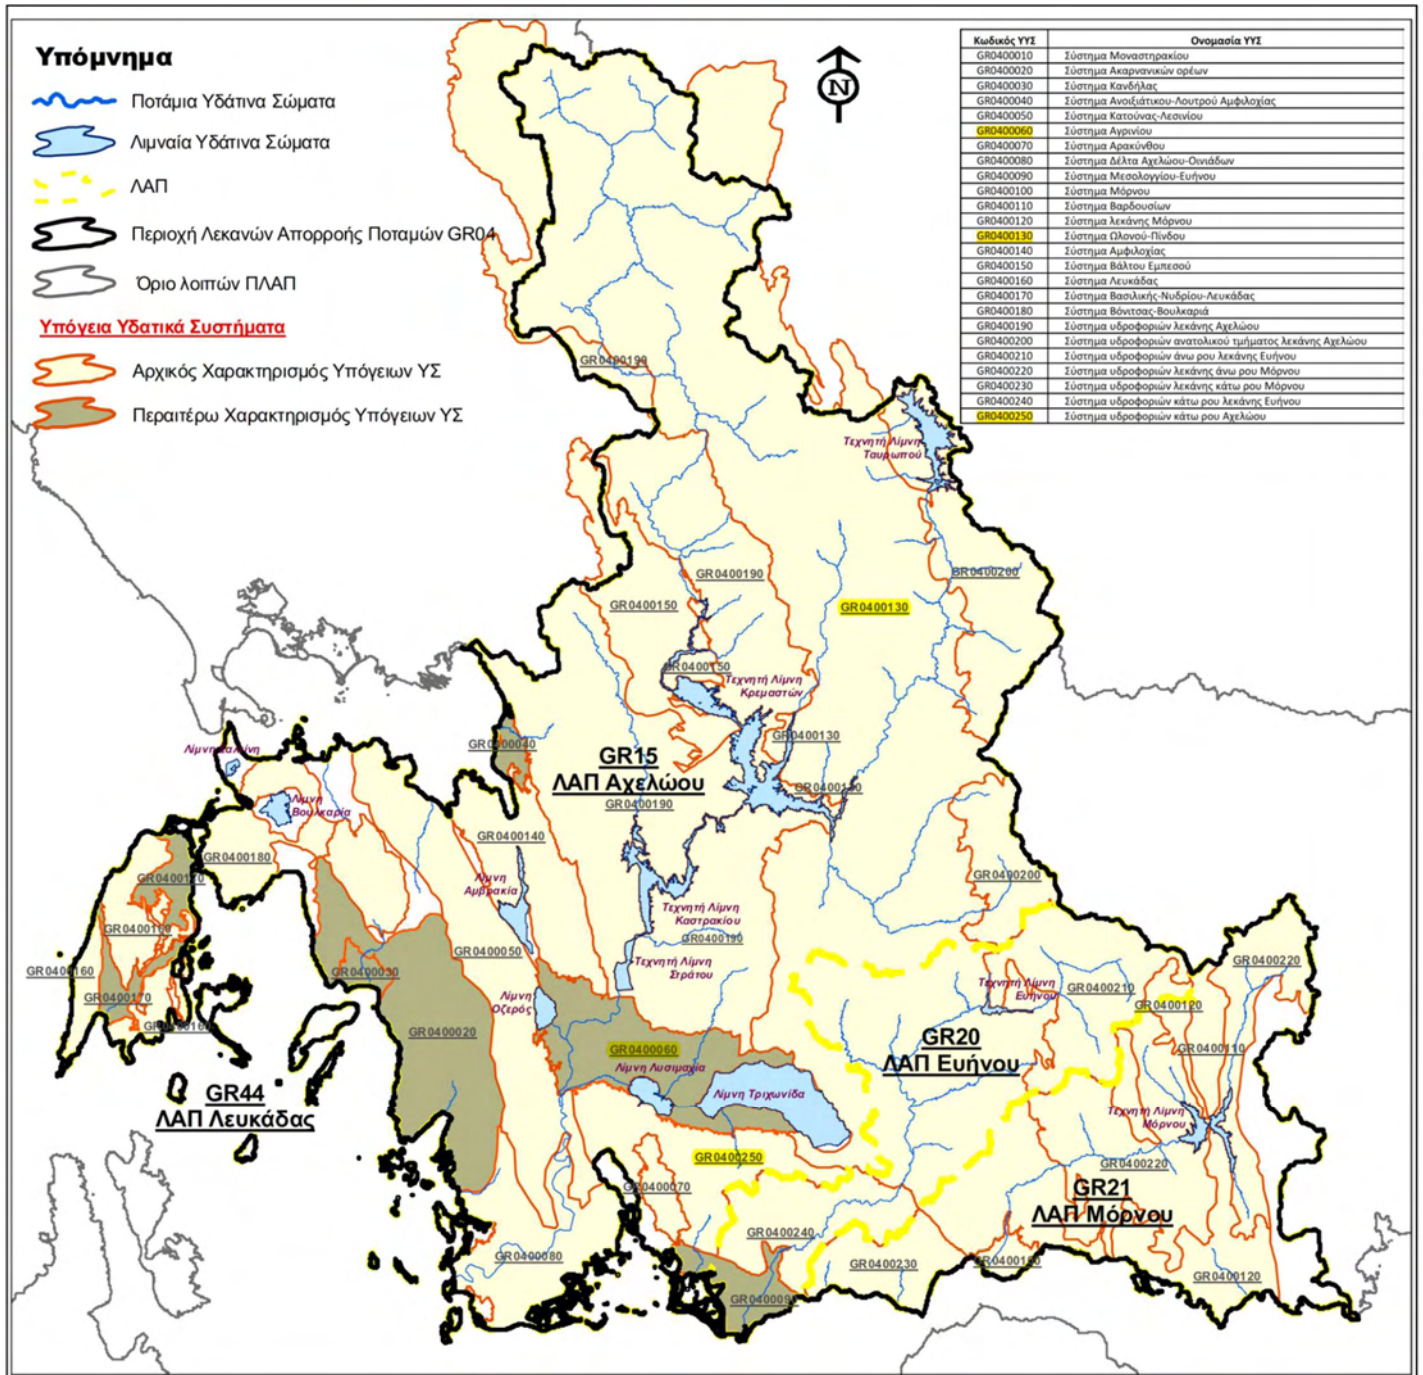 Υπόμνημα
Ποτάμια Υδάτινα Σώματα
Λιμναία Υδάτινα Σώματα
ΛΑΠ
Περιοχή Λεκανών Απορροής Ποταμών GR04
Όριο λοιπών ΠΛΑΠ
Υπόγεια Υδατικά Συστήματα
Αρχικός Χαρακτηρισμός Υπόγειων ΥΣ
Περαιτέρω Χαρακτηρισμός Υπόγειων ΥΣ
N
Κωδικός ΥΥΣ Ονομασία ΥΥΣ
GR0400010 Σύστημα Μοναστηρακίου
GR0400020 Σύστημα Ακαρνανικών ορέων
GR0400030 Σύστημα Κανδήλας
GR0400040 Σύστημα Ανοιξιάτικου-Λουτρού Αμφιλοχίας
GR0400050 Σύστημα Κατούνας-Λεσινίου
GR0400060 Σύστημα Αγρινίου
GR0400070 Σύστημα Αρακύνθου
GR0400080 Σύστημα Δέλτα Αχελώου-Οινιάδων
GR0400090 Σύστημα Μεσολογγίου-Ευήνου
GR0400100 Σύστημα Μόρνου
GR0400110 Σύστημα Βαρδουσίων
GR0400120 Σύστημα λεκάνης Μόρνου
GR0400130 Σύστημα Ωλονού-Πίνδου
GR0400140 Σύστημα Αμφιλοχίας
GR0400150 Σύστημα Βάλτου Εμπεσού
GR0400160 Σύστημα Λευκάδας
GR0400170 Σύστημα Βασιλικής-Νυδρίου-Λευκάδας
GR0400180 Σύστημα Βόνιτσας-Βουλκαριά
GR0400190 Σύστημα υδροφοριών λεκάνης Αχελώου
GR0400200 Σύστημα υδροφοριών ανατολικού τμήματος λεκάνης Αχελώου
GR0400210 Σύστημα υδροφοριών άνω ρου λεκάνης Ευήνου
GR0400220 Σύστημα υδροφοριών λεκάνης άνω ρου Μόρνου
GR0400230 Σύστημα υδροφοριών λεκάνης κάτω ρου Μόρνου
GR0400240 Σύστημα υδροφοριών κάτω ρου λεκάνης Ευήνου
GR0400250 Σύστημα υδροφοριών κάτω ρου Αχελώου
GR0400190
Τεχνητή Λίμνη
Ταυρωπού
GR0400190
GR0400200
GR0400150
GR0400130
GR0400150
Τεχνητή Λίμνη
Κρεμαστών
GR0400130
GR0400040
Λίμνη
Βουλκαρία
GR15
ΛΑΠ Αχελώου
GR0400190
GR0400140
GR0400180
GR0400170
Λίμνη
Αμβρακία
GR0400200
Τεχνητή Λίμνη
Καστρακίου
GR0400190
GR0400160
GR0400050
GR0400160
GR0400030
Τεχνητή Λίμνη
Στράτου
GR0400220
GR0400170
Λίμνη
Οζερός
Τεχνητή Λίμνη
Ευήνου
GR0400210
GR0400120
GR0400160
GR0400020
GR0400060
GR20
ΛΑΠ Ευήνου
GR0400110
Λίμνη Λυσιμαχία
Λίμνη Τριχωνίδα
GR44
ΛΑΠ Λευκάδας
Τεχνητή Λίμνη
Μόρνου
GR0400250
GR0400220
GR0400070
GR21
ΛΑΠ Μόρνου
GR0400240
GR0400080
GR0400230
GR0400120